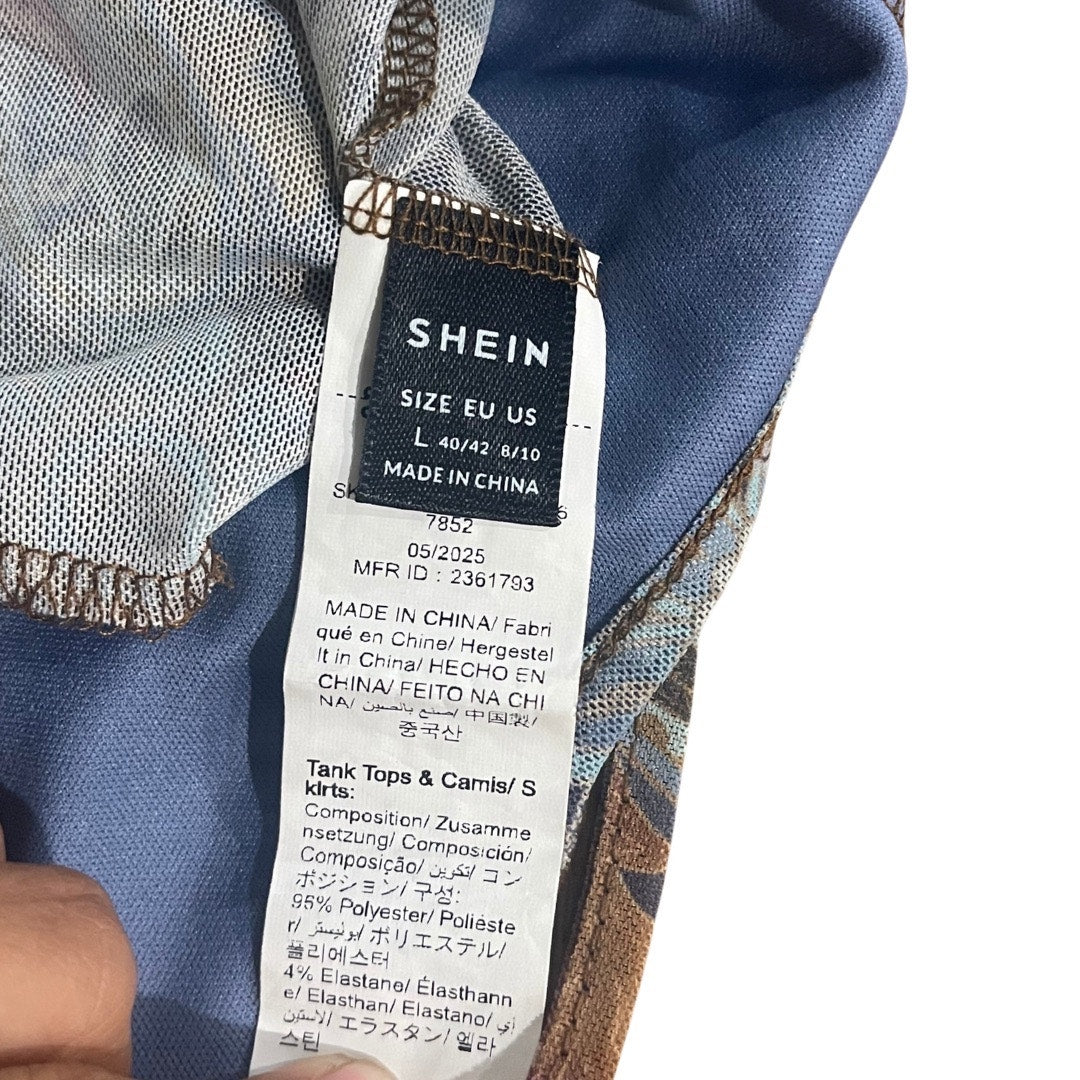 SHEIN
SIZE EU US
L 40/42 8/10
MADE IN CHINA
7852
05/2025
MFR ID : 2361793
MADE IN CHINA/ Fabri
qué en Chine/ Hergestel
lt in China/ HECHO EN
CHINA/ FEITO NA CHI
NA/ صنع بالصين/ 中国製/
중국산
Tank Tops & Camis/ S
kirts:
Composition/ Zusamme
nsetzung/ Composición/
Composição/ تكوين/ コン
ポジション/ 구성:
95% Polyester/ Poliéste
r/ بوليستر/ ポリエステル/
폴리에스터
4% Elastane/ Élasthann
e/ Elasthan/ Elastano/ أي
لاستين/ エラスタン/ 엘라
스틴